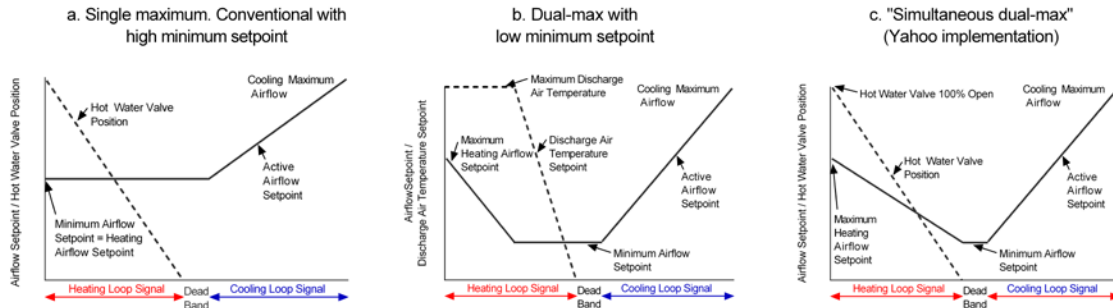 a. Single maximum. Conventional with
high minimum setpoint
Airflow Setpoint / Hot Water Valve Position
Hot Water Valve
Position
Cooling Maximum
Airflow
Active
Airflow
Setpoint
Minimum Airflow
Setpoint = Heating
Airflow Setpoint
Heating Loop Signal
Dead
Band
Cooling Loop Signal
b. Dual-max with
low minimum setpoint
AirflowSetpoint /
Discharge Air Temperature Setpoint
Maximum Discharge
Air Temperature
Cooling Maximum
Airflow
Maximum
Heating Airflow
Setpoint
Discharge Air
Temperature
Setpoint
Active
Airflow
Setpoint
Minimum Airflow Setpoint
Heating Loop Signal
Dead
Band
Cooling Loop Signal
c. "Simultaneous dual-max"
(Yahoo implementation)
Airflow Setpoint / Hot Water Valve Position
Hot Water Valve 100% Open
Cooling Maximum
Airflow
Hot Water Valve
Position
Active
Airflow
Setpoint
Maximum
Heating
Airflow
Setpoint
Minimum Airflow
Setpoint
Heating Loop Signal
Dead
Band
Cooling Loop Signal